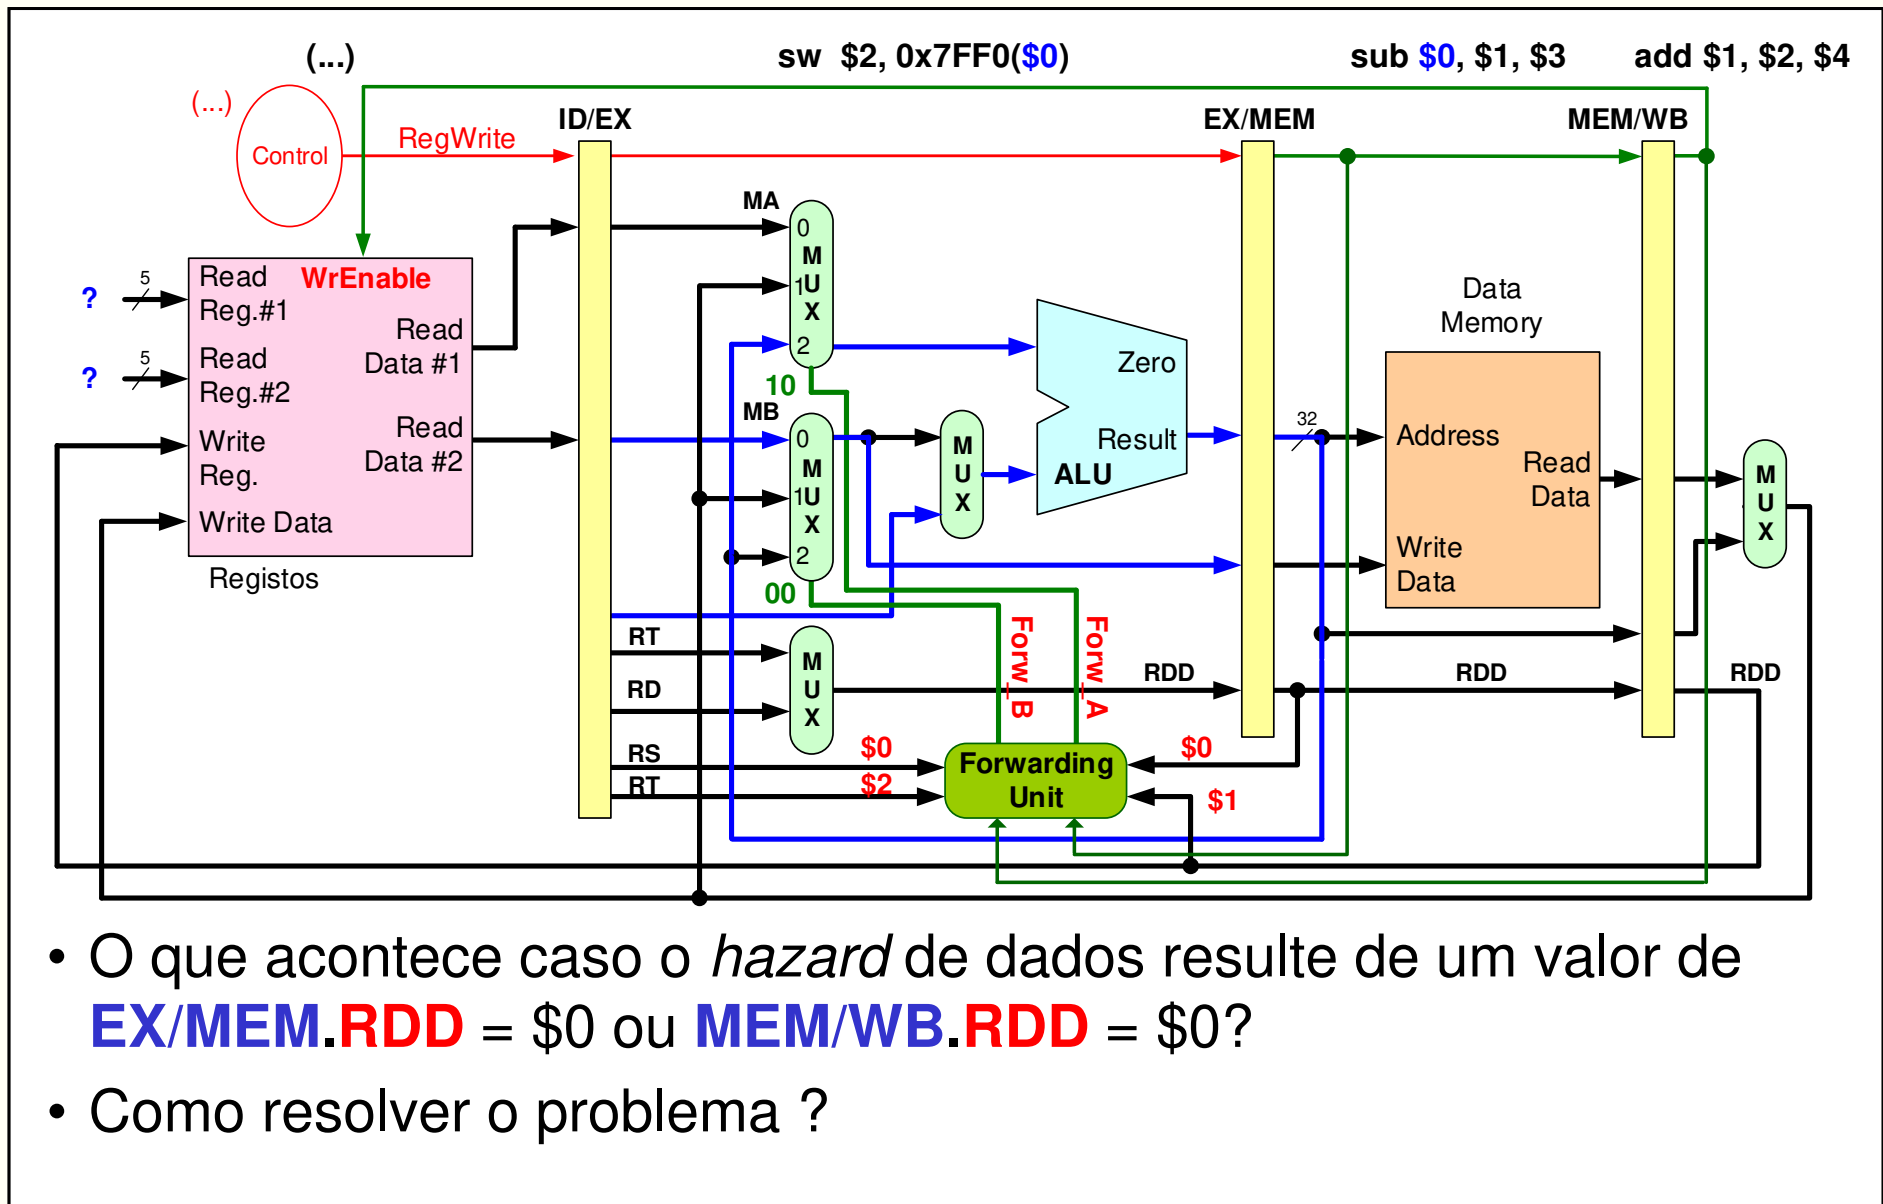 (...)
sw $2, 0x7FF0($0)
sub $0, $1, $3
add $1, $2, $4
(...)
Control
RegWrite
ID/EX
EX/MEM
MEM/WB
MA
0
M
1U
X
2
10
? 5
Read
Reg.#1
WrEnable
Read
Data #1
? 5
Read
Reg.#2
Write
Reg.
Read
Data #2
Write Data
Registos
MB
0
M
1U
X
2
00
M
U
X
Zero
Result
ALU
32
Data
Memory
Address
Read
Data
Write
Data
M
U
X
RT
RD
M
U
X
Forw_B
Forw_A
RDD
RDD
RDD
RS
$0
RT
$2
Forwarding
Unit
$0
$1
• O que acontece caso o hazard de dados resulte de um valor de
EX/MEM.RDD = $0 ou MEM/WB.RDD = $0?
• Como resolver o problema ?